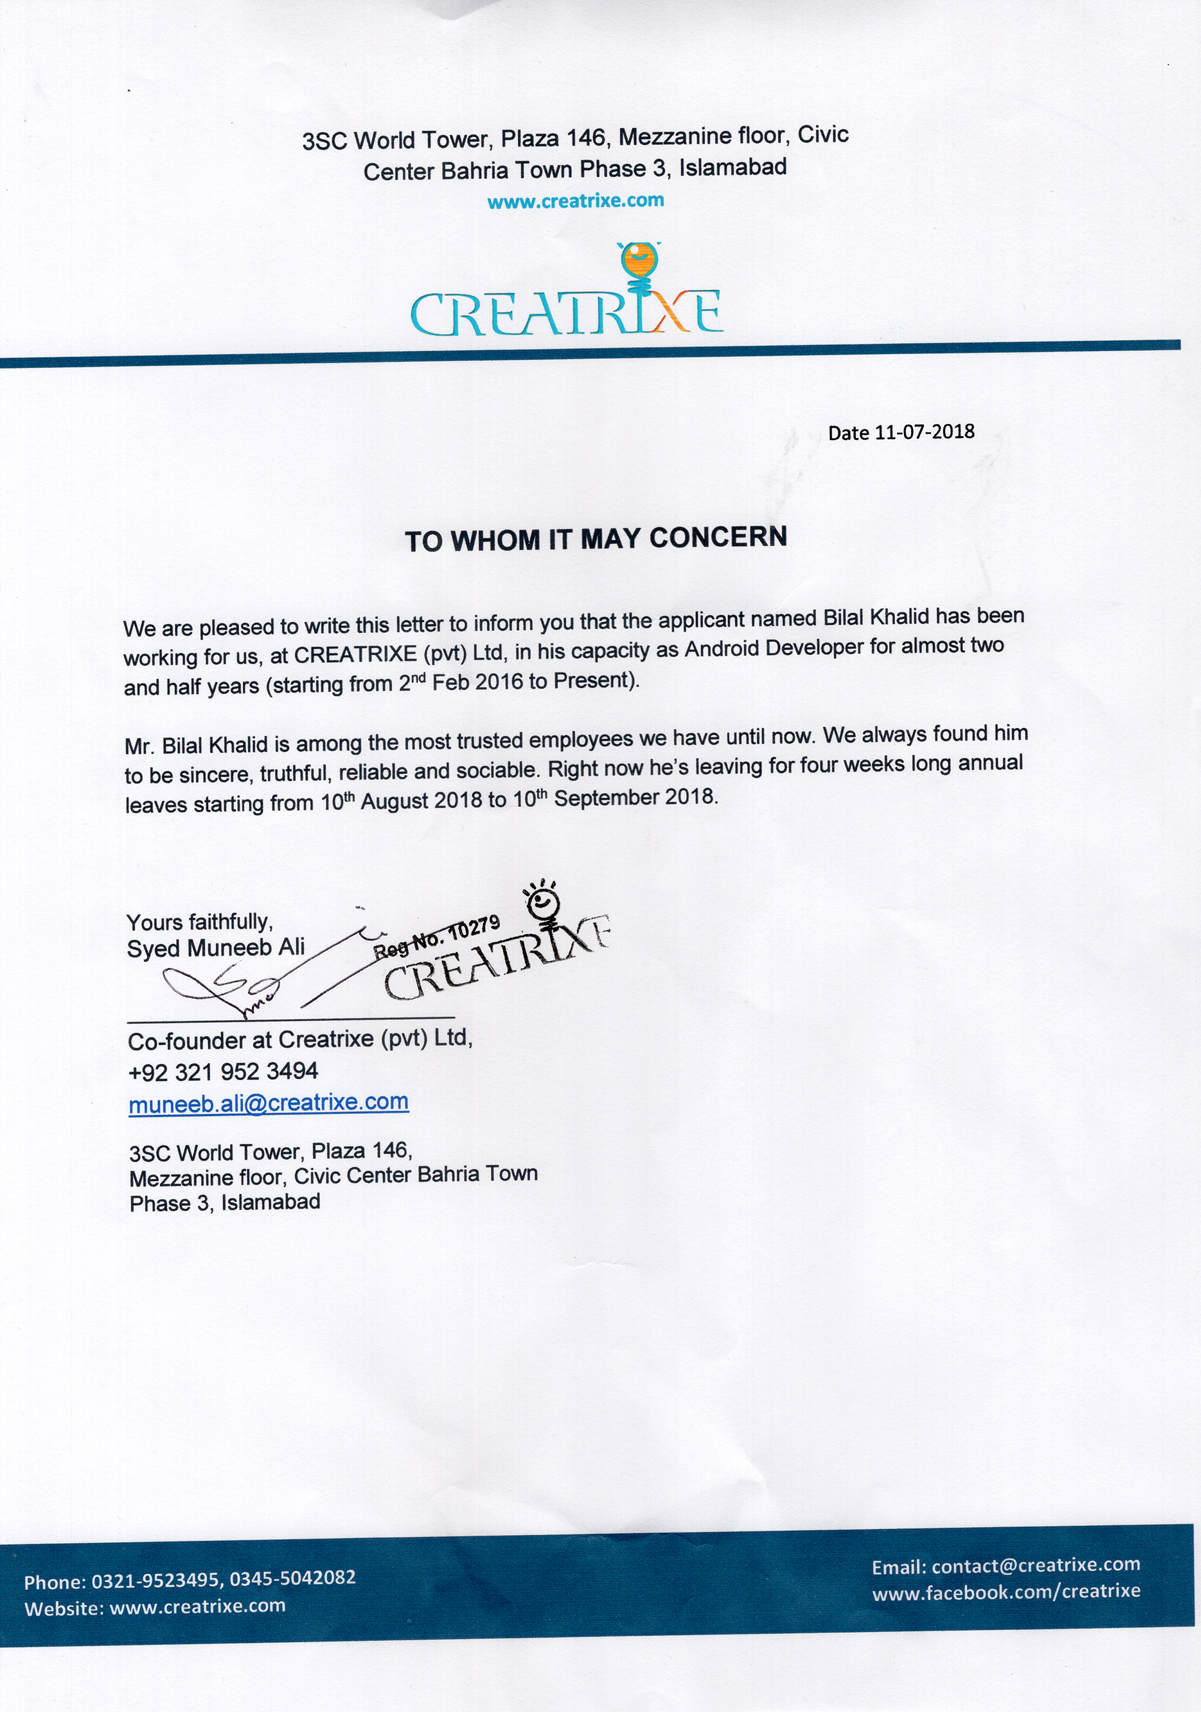 3SC World Tower, Plaza 146, Mezzanine floor, Civic
Center Bahria Town Phase 3, Islamabad
www.creatrixe.com
CREATRIXE
Date 11-07-2018
TO WHOM IT MAY CONCERN
We are pleased to write this letter to inform you that the applicant named Bilal Khalid has been
working for us, at CREATRIXE (pvt) Ltd, in his capacity as Android Developer for almost two
and half years (starting from 2nd Feb 2016 to Present).
Mr. Bilal Khalid is among the most trusted employees we have until now. We always found him
to be sincere, truthful, reliable and sociable. Right now he's leaving for four weeks long annual
leaves starting from 10th August 2018 to 10th September 2018.
Yours faithfully,
Syed Muneeb Ali
Reg No. 10279
CREATRIXE
Co-founder at Creatrixe (pvt) Ltd,
+92 321 952 3494
muneeb.ali@creatrixe.com
3SC World Tower, Plaza 146,
Mezzanine floor, Civic Center Bahria Town
Phase 3, Islamabad
Phone: 0321-9523495, 0345-5042082
Website: www.creatrixe.com
Email: contact@creatrixe.com
www.facebook.com/creatrixe